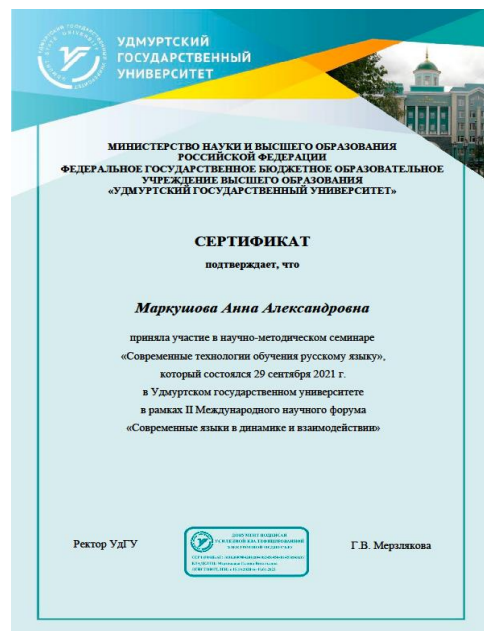 УДМУРТСКИЙ
ГОСУДАРСТВЕННЫЙ
УНИВЕРСИТЕТ
МИНИСТЕРСТВО НАУКИ И ВЫСШЕГО ОБРАЗОВАНИЯ
РОССИЙСКОЙ ФЕДЕРАЦИИ
ФЕДЕРАЛЬНОЕ ГОСУДАРСТВЕННОЕ БЮДЖЕТНОЕ ОБРАЗОВАТЕЛЬНОЕ
УЧРЕЖДЕНИЕ ВЫСШЕГО ОБРАЗОВАНИЯ
«УДМУРТСКИЙ ГОСУДАРСТВЕННЫЙ УНИВЕРСИТЕТ»
СЕРТИФИКАТ
подтверждает, что
Маркушова Анна Александровна
приняла участие в научно-методическом семинаре
«Современные технологии обучения русскому языку»,
который состоялся 29 сентября 2021 г.
в Удмуртском государственном университете
в рамках II Международного научного форума
«Современные языки в динамике и взаимодействии»
Ректор УдГУ
ДОКУМЕНТ ПОДПИСАН
Г.В. Мерзлякова